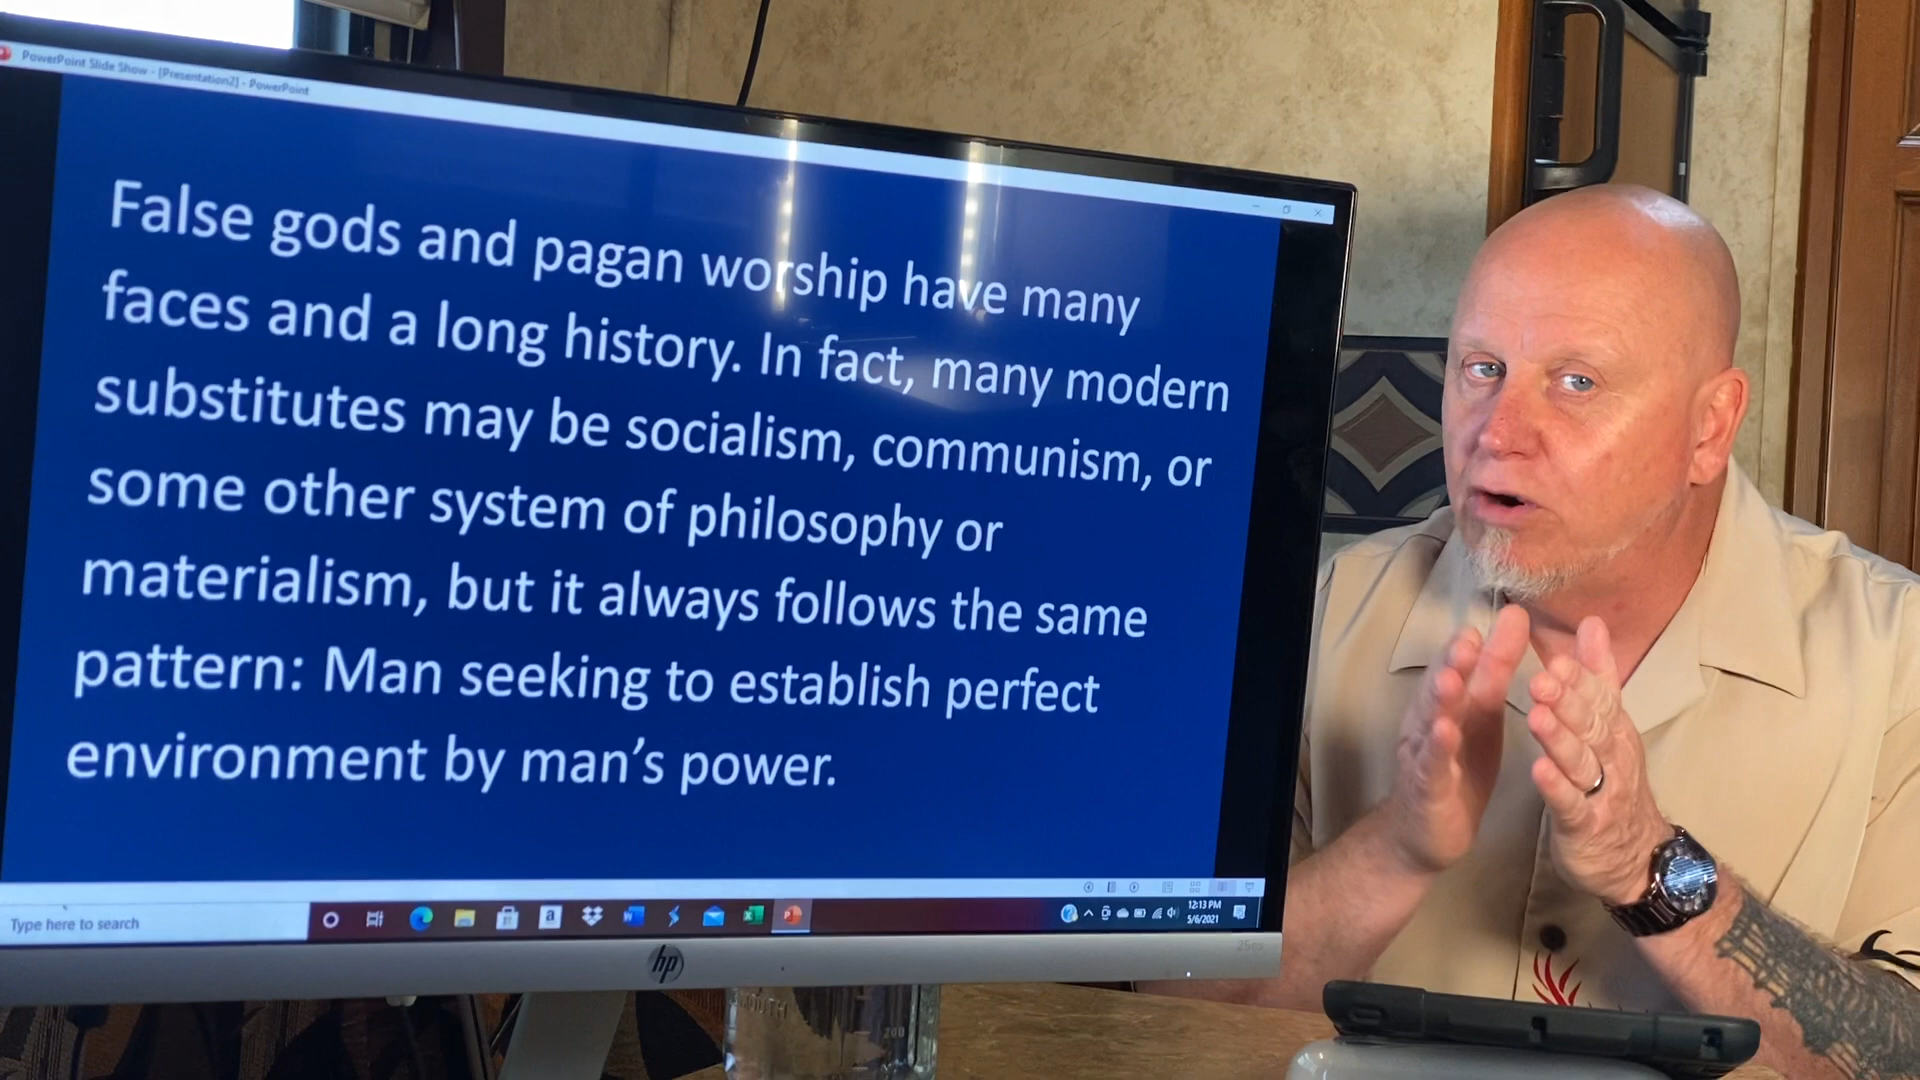 PowerPoint Slide Show - [Presentation2] - PowerPoint
False gods and pagan worship have many
faces and a long history. In fact, many modern
substitutes may be socialism, communism, or
some other system of philosophy or
materialism, but it always follows the same
pattern: Man seeking to establish perfect
environment by man's power.
Type here to search
12:13 PM
5/6/2021
hp
25es